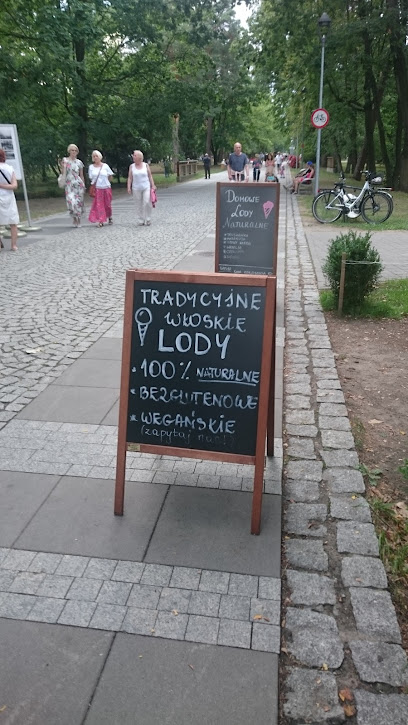 DOMOWE
LODY
NATURALNE
TRADYCYJNE
WŁOSKIE
LODY
• 100% NATURALNE
• BEZGLUTENOWE
* WEGAŃSKIE
(zapytaj nas!)